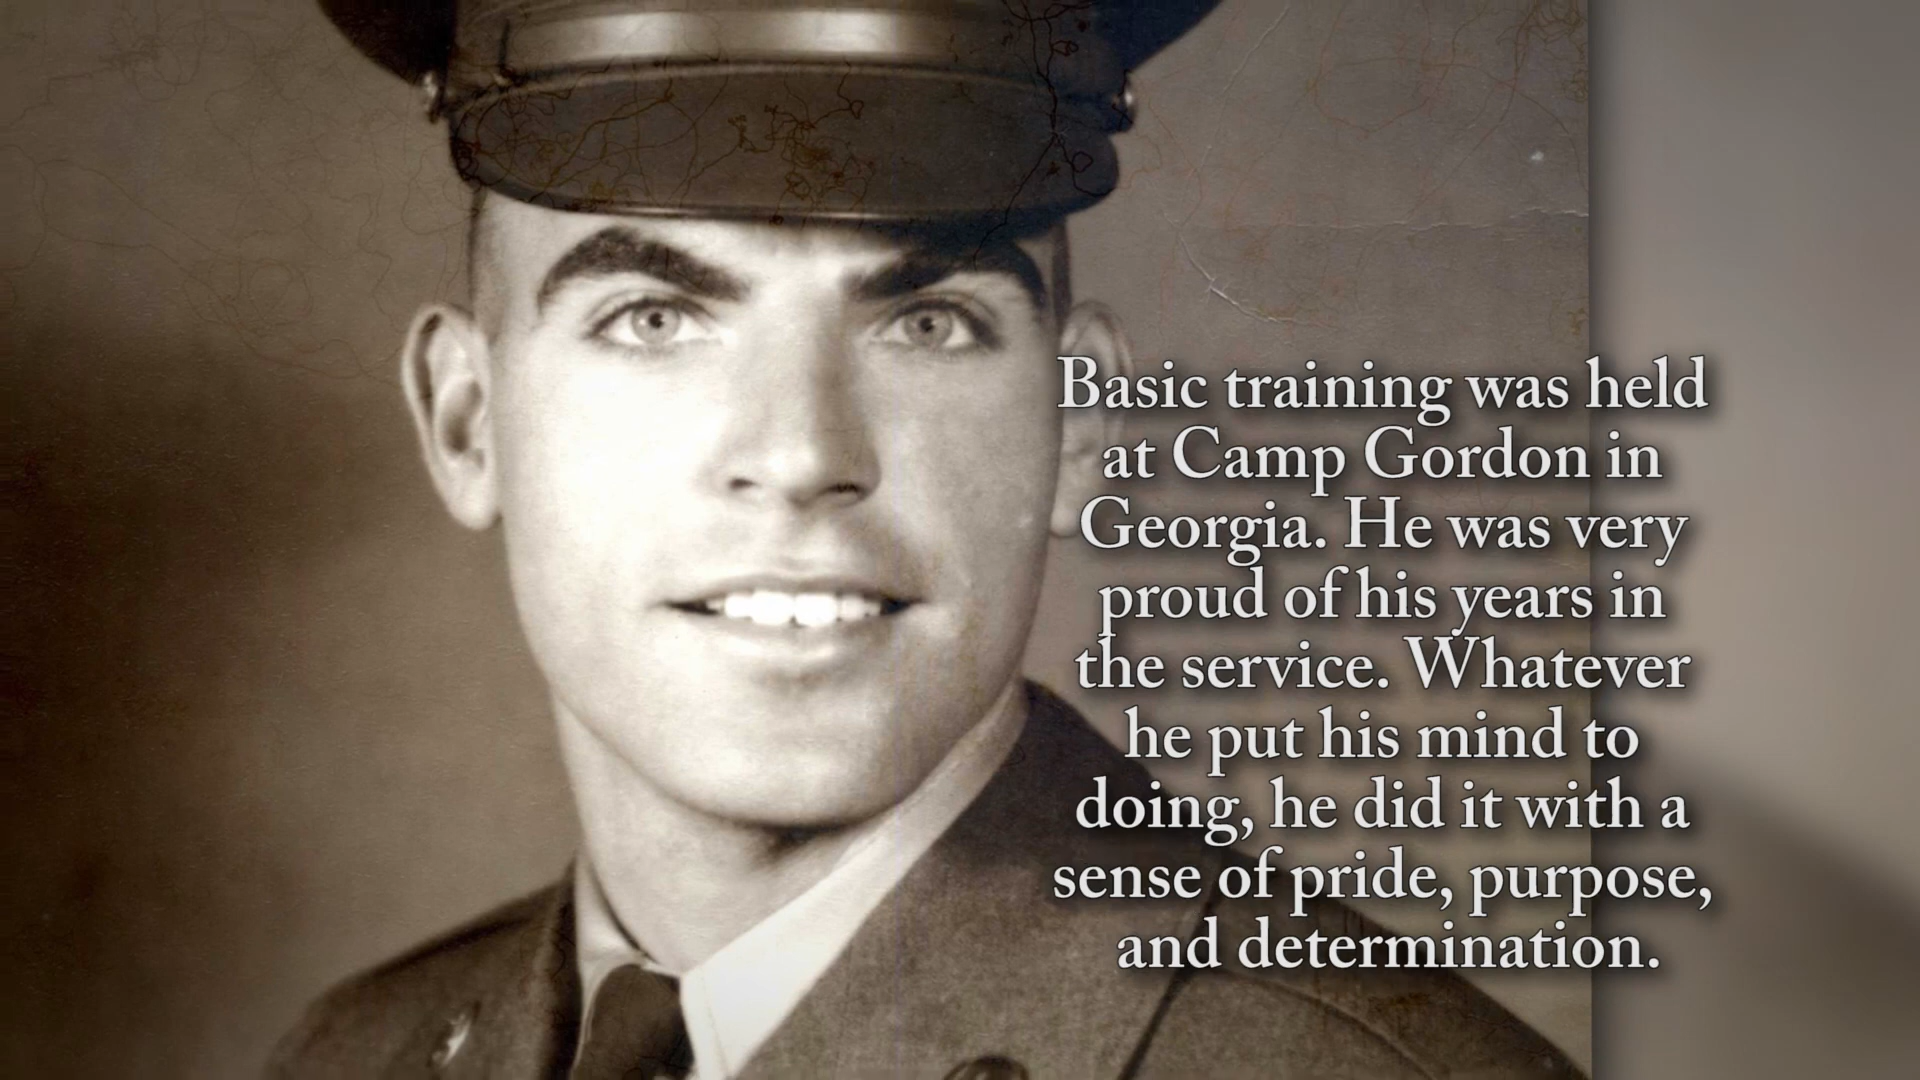 Basic training was held
at Camp Gordon in
Georgia. He was very
proud of his years in
the service. Whatever
he put his mind to
doing, he did it with a
sense of pride, purpose,
and determination.